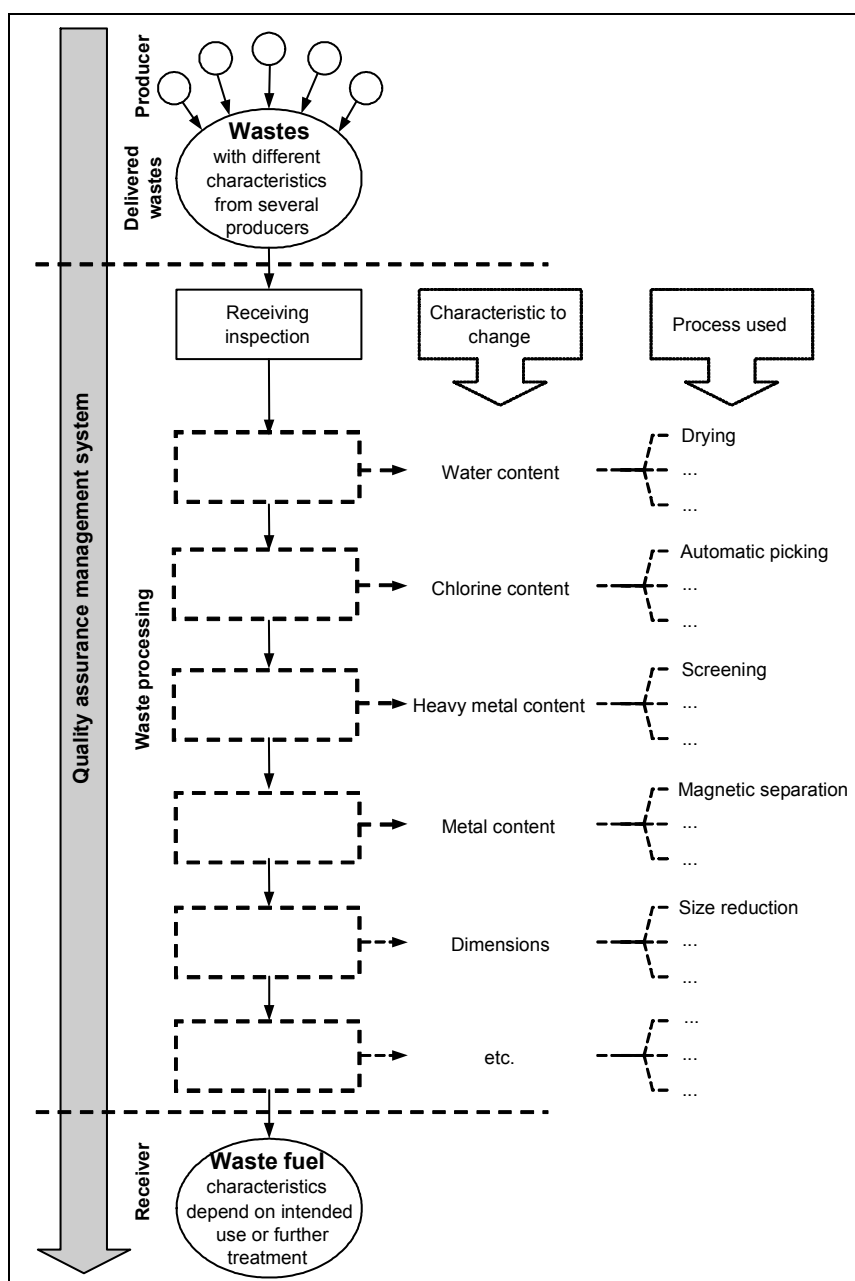 Quality assurance management system
Producer
Delivered
wastes
Wastes
with different
characteristics
from several
producers
Waste processing
Receiving
inspection
Characteristic to
change
Process used
Water content
Drying
...
...
Chlorine content
Automatic picking
...
...
Heavy metal content
Screening
...
...
Metal content
Magnetic separation
...
...
Dimensions
Size reduction
...
...
etc.
...
...
...
Receiver
Waste fuel
characteristics
depend on intended
use or further
treatment